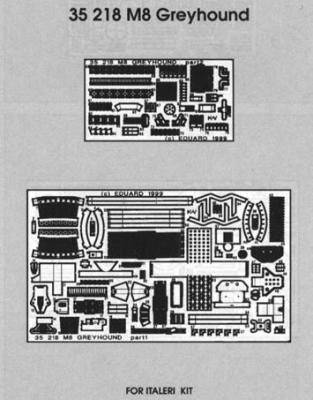 35 218 M8 Greyhound
35 218 M8 GREYHOUND part2
(c) EDUARD 1999
(c) EDUARD 1999
35 218 M8 GREYHOUND part1
FOR ITALERI KIT